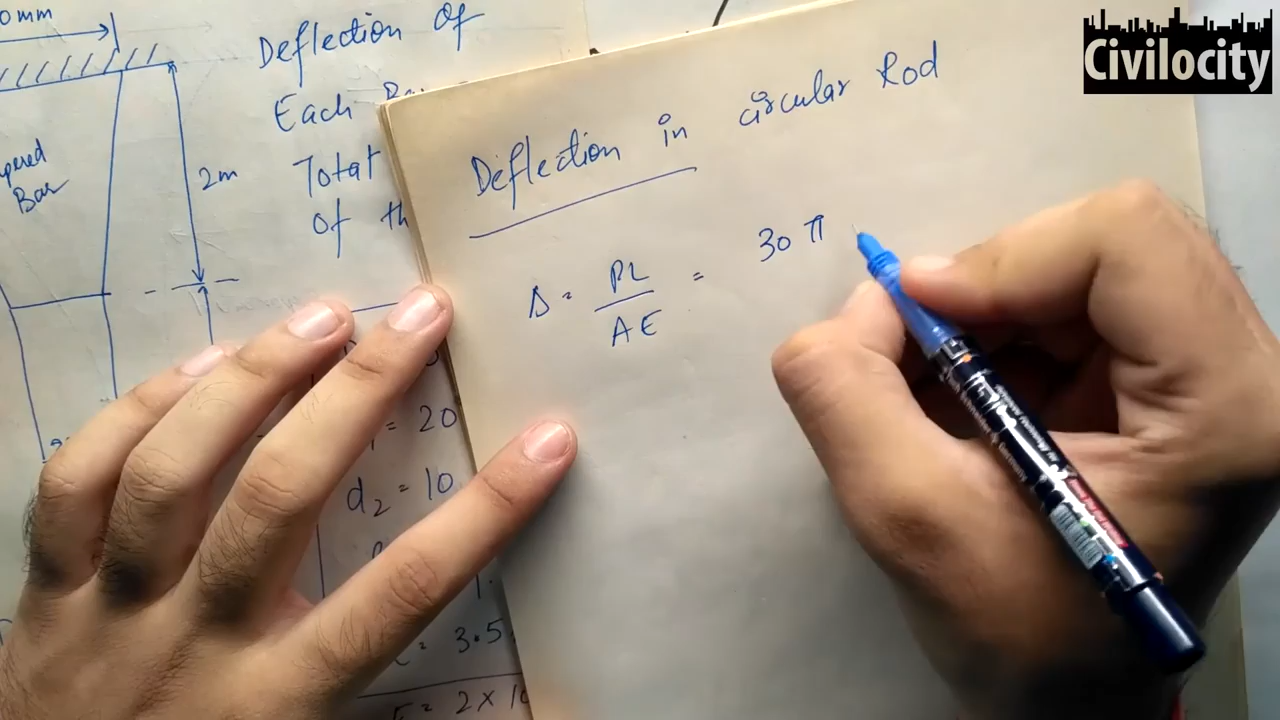 0mm
Deflection Of
Each
Total
Of th
2m
Bar
= 20
d2 = 10
= 3.5
= 2 × 10
Deflection in circular Rod
Δ = PL
AE
= 30 π
Civilocity